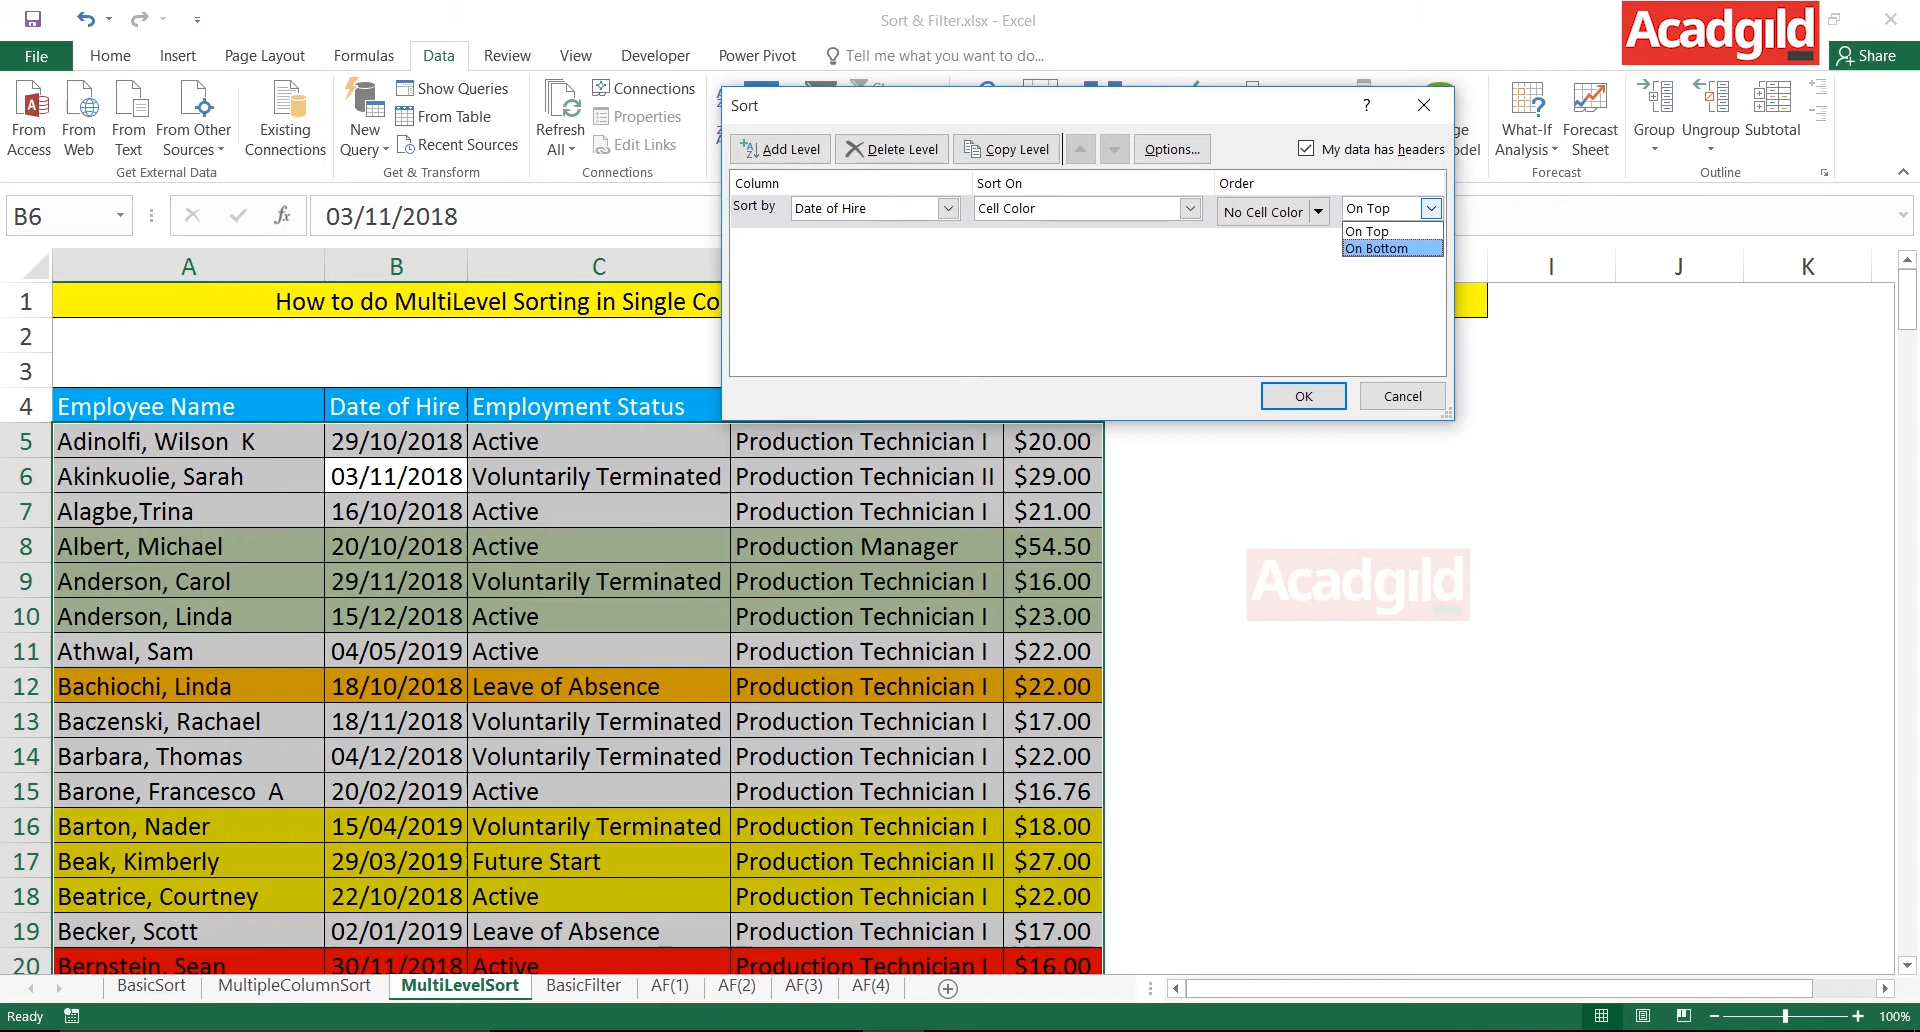 Sort & Filter.xlsx - Excel
Acadgild
File Home Insert Page Layout Formulas Data Review View Developer Power Pivot Tell me what you want to do... Share
From Access
From Web
From Text
From Other Sources
Existing Connections
Get External Data
New Query
Show Queries
From Table
Recent Sources
Get & Transform
Refresh All
Connections
Properties
Edit Links
Connections
What-If Analysis
Forecast Sheet
Forecast
Group
Ungroup
Subtotal
Outline
Sort ?
Add Level Delete Level Copy Level Options... My data has headers
Column Sort On Order
Sort by Date of Hire Cell Color No Cell Color On Top
On Top
On Bottom
OK Cancel
B6 fx 03/11/2018
A B C I J K
1 How to do MultiLevel Sorting in Single Co
2
3
4 Employee Name Date of Hire Employment Status
5 Adinolfi, Wilson K 29/10/2018 Active Production Technician I $20.00
6 Akinkuolie, Sarah 03/11/2018 Voluntarily Terminated Production Technician II $29.00
7 Alagbe,Trina 16/10/2018 Active Production Technician I $21.00
8 Albert, Michael 20/10/2018 Active Production Manager $54.50
9 Anderson, Carol 29/11/2018 Voluntarily Terminated Production Technician I $16.00
10 Anderson, Linda 15/12/2018 Active Production Technician I $23.00
11 Athwal, Sam 04/05/2019 Active Production Technician I $22.00
12 Bachiochi, Linda 18/10/2018 Leave of Absence Production Technician I $22.00
13 Baczenski, Rachael 18/11/2018 Voluntarily Terminated Production Technician I $17.00
14 Barbara, Thomas 04/12/2018 Voluntarily Terminated Production Technician I $22.00
15 Barone, Francesco A 20/02/2019 Active Production Technician I $16.76
16 Barton, Nader 15/04/2019 Voluntarily Terminated Production Technician I $18.00
17 Beak, Kimberly 29/03/2019 Future Start Production Technician II $27.00
18 Beatrice, Courtney 22/10/2018 Active Production Technician I $22.00
19 Becker, Scott 02/01/2019 Leave of Absence Production Technician I $17.00
20 Bernstein, Sean 30/11/2018 Active Production Technician I $16.00
Acadgild
BasicSort MultipleColumnSort MultiLevelSort BasicFilter AF(1) AF(2) AF(3) AF(4)
Ready 100%